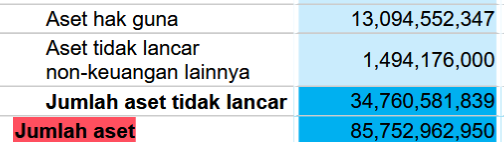 Aset hak guna 13,094,552,347
Aset tidak lancar
non-keuangan lainnya 1,494,176,000
Jumlah aset tidak lancar 34,760,581,839
Jumlah aset 85,752,962,950